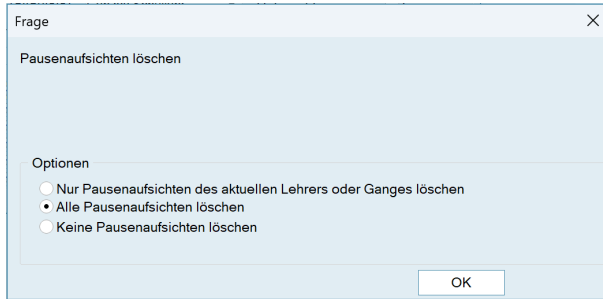 Frage
Pausenaufsichten löschen
Optionen
Nur Pausenaufsichten des aktuellen Lehrers oder Ganges löschen
Alle Pausenaufsichten löschen
Keine Pausenaufsichten löschen
OK